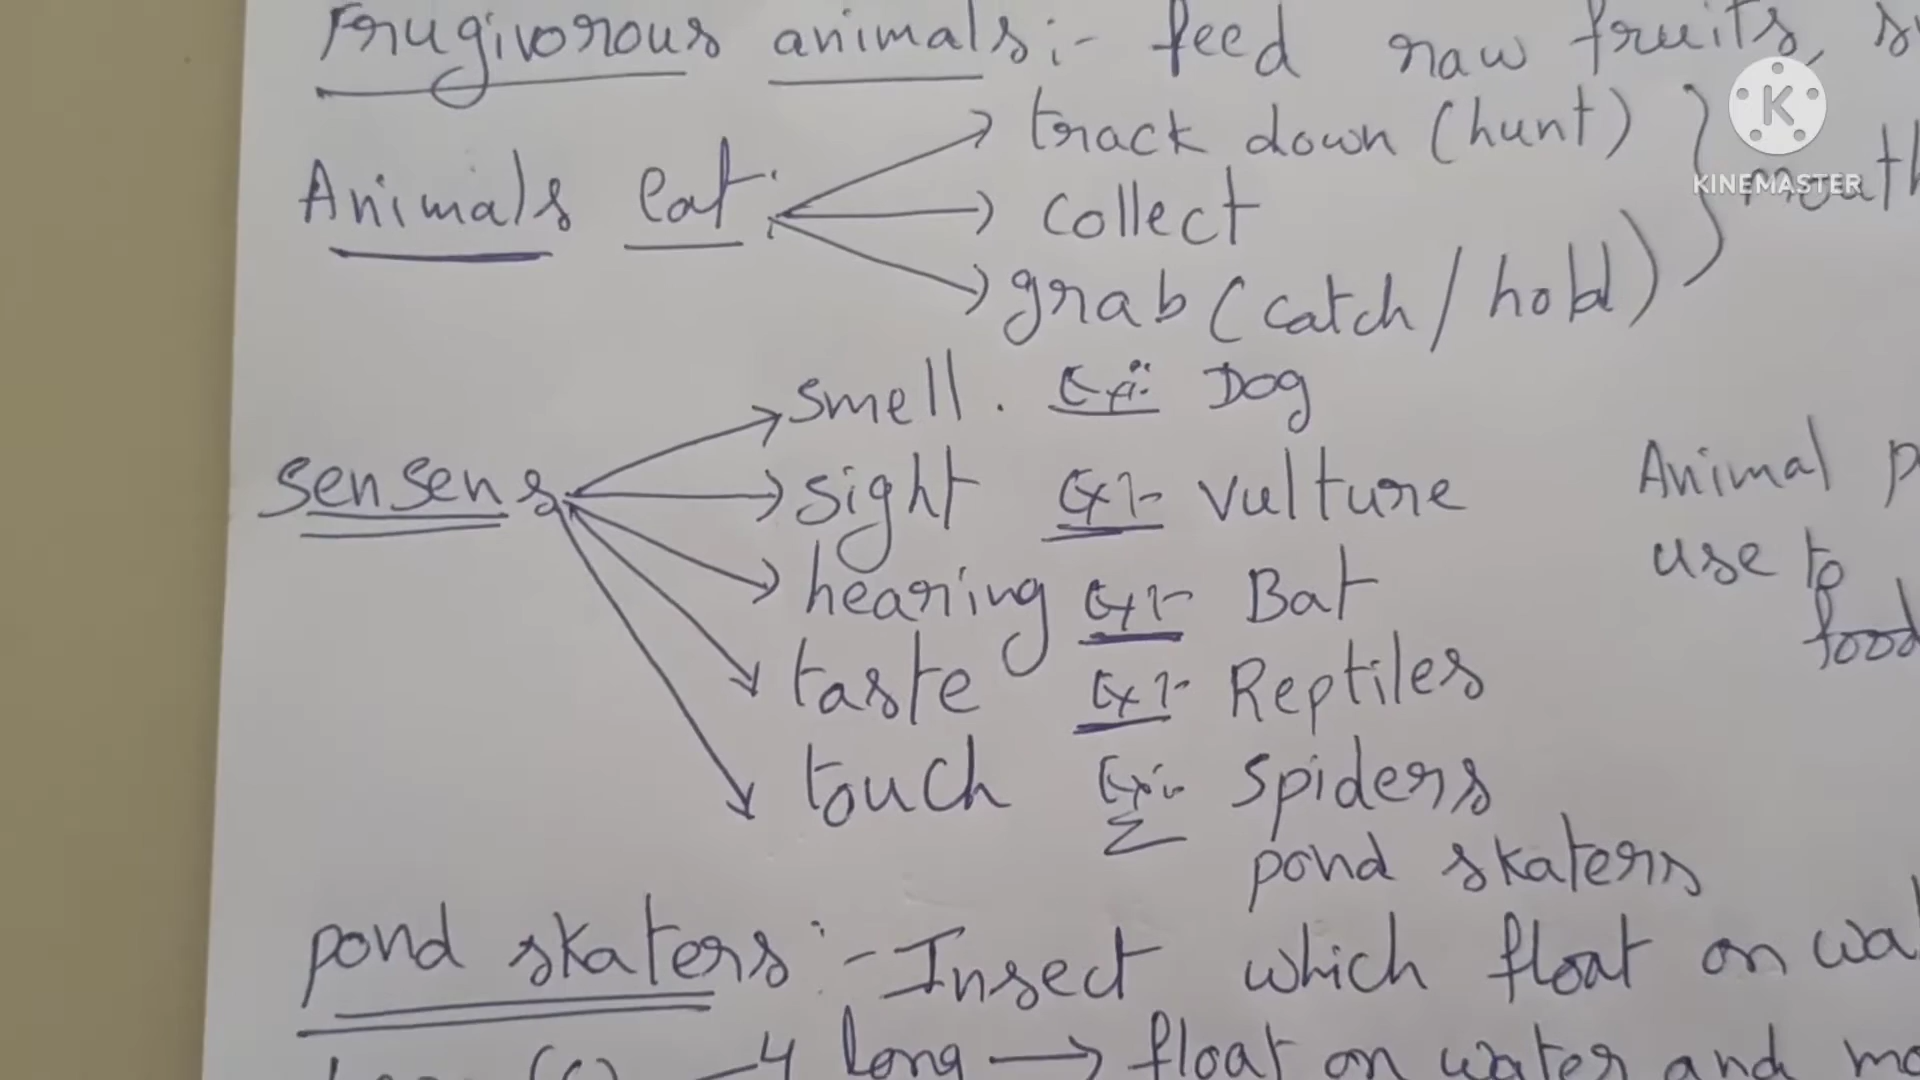 Frugivorous animals :- feed raw fruits,
track down (hunt)
KINEMASTER
Animals eat : collect
grab (catch / hold)
smell . Ex:- Dog
sensens sight Ex:- vulture
Animal
use to
food
hearing Ex:- Bat
taste Ex:- Reptiles
touch Ex:- spiders
pond skaters
pond skaters :- Insect which float on
4 long → float on water and